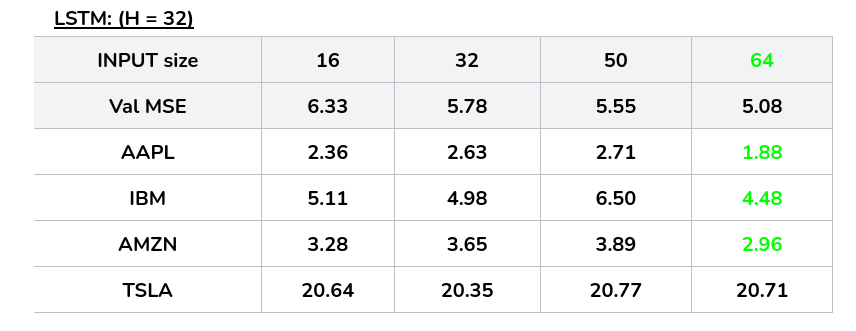 LSTM: (H = 32)
INPUT size 16 32 50 64
Val MSE 6.33 5.78 5.55 5.08
AAPL 2.36 2.63 2.71 1.88
IBM 5.11 4.98 6.50 4.48
AMZN 3.28 3.65 3.89 2.96
TSLA 20.64 20.35 20.77 20.71